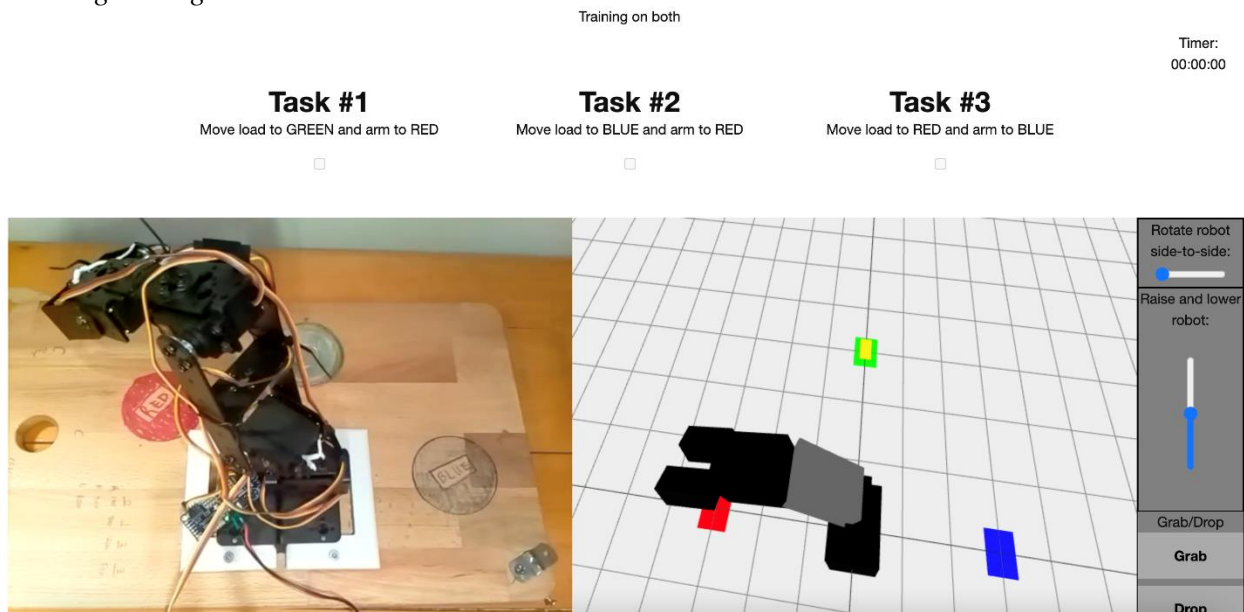 Training on both
Timer:
00:00:00
Task #1
Move load to GREEN and arm to RED
Task #2
Move load to BLUE and arm to RED
Task #3
Move load to RED and arm to BLUE
RED
BLUE
Rotate robot
side-to-side:
Raise and lower
robot:
Grab/Drop
Grab
Drop